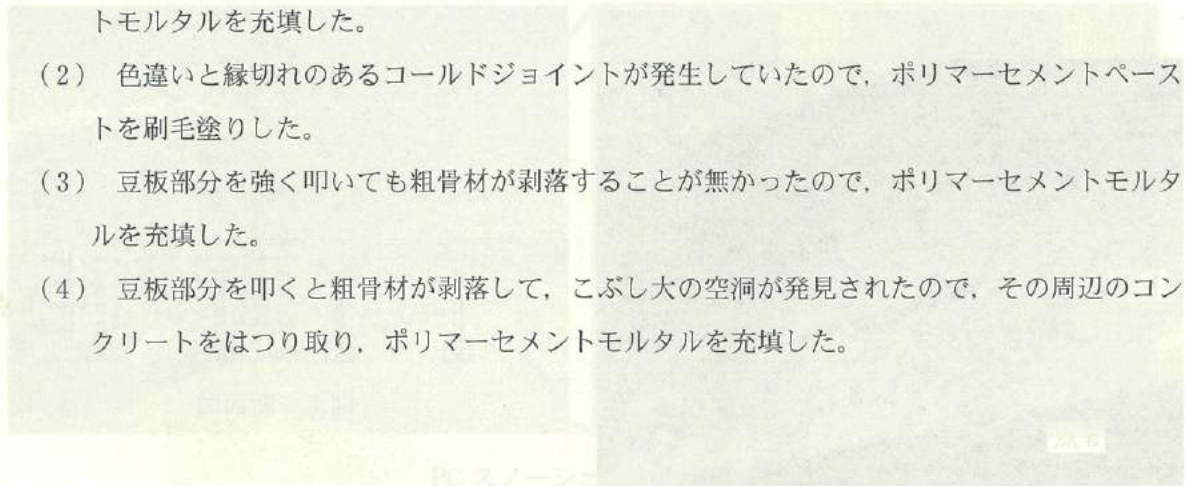 トモルタルを充填した。
(2) 色違いと縁切れのあるコールドジョイントが発生していたので，ポリマーセメントペース
トを刷毛塗りした。
(3) 豆板部分を強く叩いても粗骨材が剥落することが無かったので，ポリマーセメントモルタ
ルを充填した。
(4) 豆板部分を叩くと粗骨材が剥落して，こぶし大の空洞が発見されたので，その周辺のコン
クリートをはつり取り，ポリマーセメントモルタルを充填した。